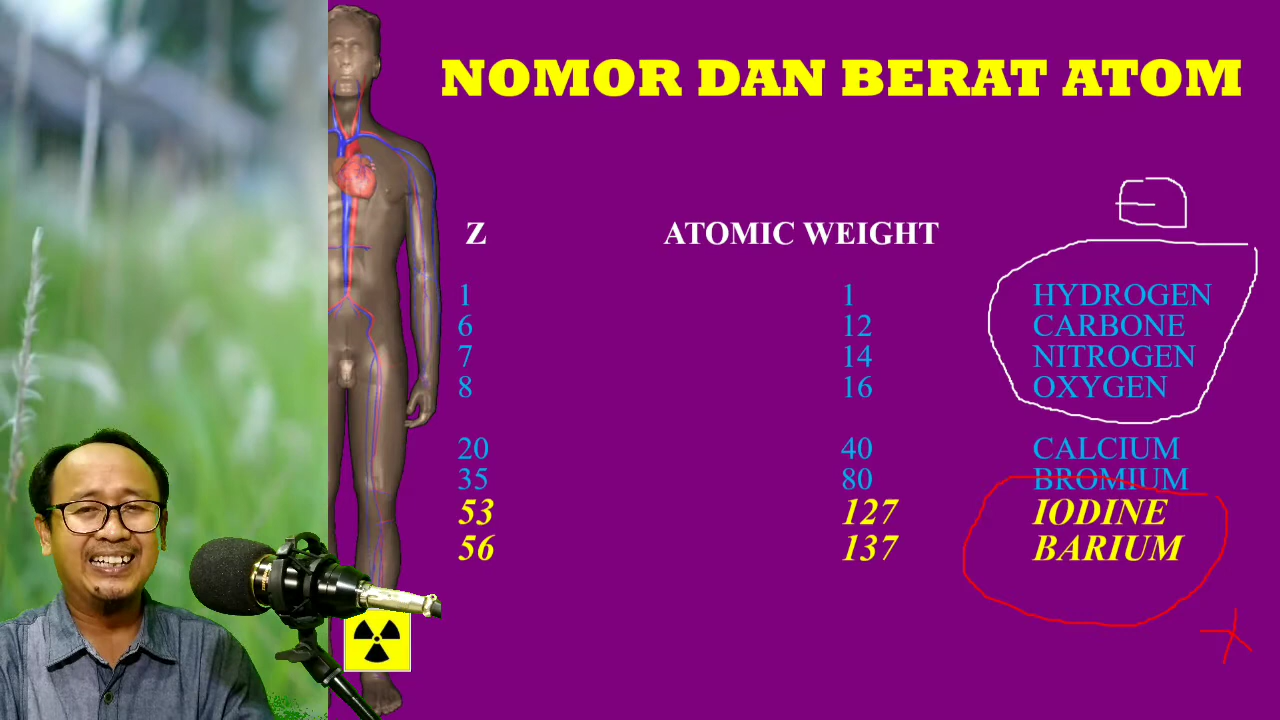 NOMOR DAN BERAT ATOM
Z ATOMIC WEIGHT
1 1 HYDROGEN
6 12 CARBONE
7 14 NITROGEN
8 16 OXYGEN
20 40 CALCIUM
35 80 BROMIUM
53 127 IODINE
56 137 BARIUM